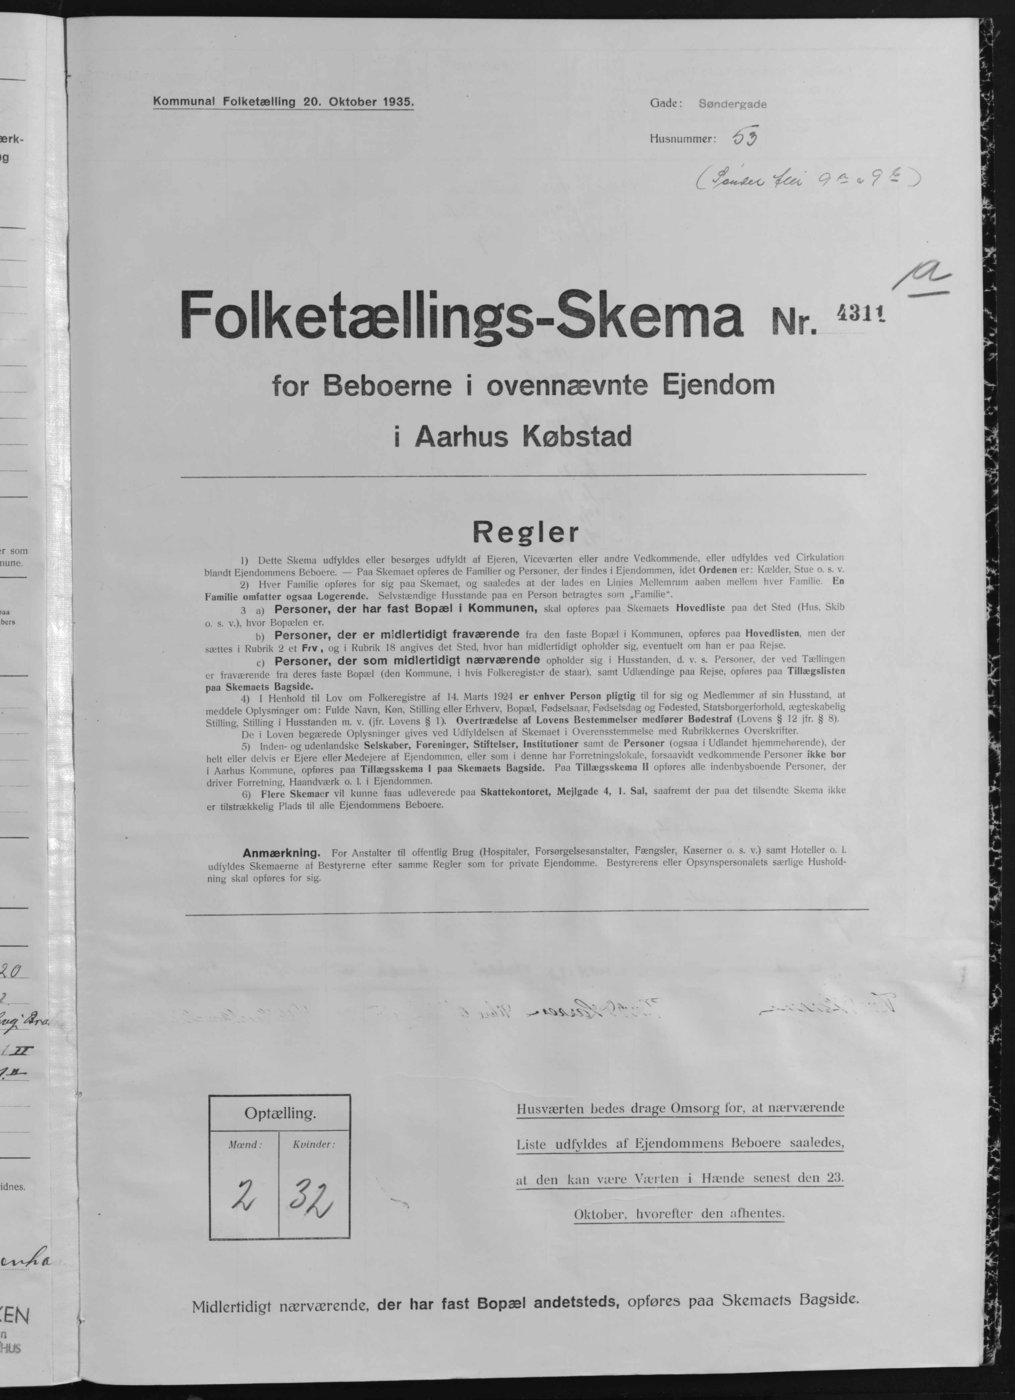 Kommunal Folketælling 20. Oktober 1935.
Gade: Søndergade
Husnummer: 53
(Sønder 9 a 9 b)
a
Folketællings-Skema Nr. 4311
for Beboerne i ovennævnte Ejendom
i Aarhus Købstad
Regler
1) Dette Skema udfyldes eller besørges udfyldt af Ejeren, Viceværten eller andre Vedkommende, eller udfyldes ved Cirkulation
blandt Ejendommens Beboere. — Paa Skemaet opføres de Familier og Personer, der findes i Ejendommen, idet Ordenen er: Kælder, Stue o. s. v.
2) Hver Familie opføres for sig paa Skemaet, og saaledes at der lades en Linies Mellemrum aaben mellem hver Familie. En
Familie omfatter ogsaa Logerende. Selvstændige Husstande paa en Person betragtes som „Familie“.
3 a) Personer, der har fast Bopæl i Kommunen, skal opføres paa Skemaets Hovedliste paa det Sted (Hus, Skib
o. s. v.), hvor Bopælen er.
b) Personer, der er midlertidigt fraværende fra den faste Bopæl i Kommunen, opføres paa Hovedlisten, men der
sættes i Rubrik 2 et Frv, og i Rubrik 18 angives det Sted, hvor han midlertidigt opholder sig, eventuelt om han er paa Rejse.
c) Personer, der som midlertidigt nærværende opholder sig i Husstanden, d. v. s. Personer, der ved Tællingen
er fraværende fra deres faste Bopæl (den Kommune, i hvis Folkeregister de staar), samt Udlændinge paa Rejse, opføres paa Tillægslisten
paa Skemaets Bagside.
4) I Henhold til Lov om Folkeregistre af 14. Marts 1924 er enhver Person pligtig til for sig og Medlemmer af sin Husstand, at
meddele Oplysninger om: Fulde Navn, Køn, Stilling eller Erhverv, Bopæl, Fødselsaar, Fødselsdag og Fødested, Statsborgerforhold, ægteskabelig
Stilling, Stilling i Husstanden m. v. (jfr. Lovens § 1). Overtrædelse af Lovens Bestemmelser medfører Bødestraf (Lovens § 12 jfr. § 8).
De i Loven begærede Oplysninger gives ved Udfyldelsen af Skemaet i Overensstemmelse med Rubrikkernes Overskrifter.
5) Inden- og udenlandske Selskaber, Foreninger, Stiftelser, Institutioner samt de Personer (ogsaa i Udlandet hjemmehørende), der
helt eller delvis er Ejere eller Medejere af Ejendommen, eller som i denne har Forretningslokale, forsaavidt vedkommende Personer ikke bor
i Aarhus Kommune, opføres paa Tillægsskema I paa Skemaets Bagside. Paa Tillægsskema II opføres alle indenbysboende Personer, der
driver Forretning, Haandværk o. l. i Ejendommen.
6) Flere Skemaer vil kunne faas udleverede paa Skattekontoret, Mejlgade 4, 1. Sal, saafremt der paa det tilsendte Skema ikke
er tilstrækkelig Plads til alle Ejendommens Beboere.
Anmærkning. For Anstalter til offentlig Brug (Hospitaler, Forsørgelsesanstalter, Fængsler, Kaserner o. s. v.) samt Hoteller o. l.
udfyldes Skemaerne af Bestyrerne efter samme Regler som for private Ejendomme. Bestyrerens eller Opsynspersonalets særlige Hushold-
ning skal opføres for sig.
Optælling.
Mænd: Kvinder:
2 32
Husværten bedes drage Omsorg for, at nærværende
Liste udfyldes af Ejendommens Beboere saaledes,
at den kan være Værten i Hænde senest den 23.
Oktober, hvorefter den afhentes.
Midlertidigt nærværende, der har fast Bopæl andetsteds, opføres paa Skemaets Bagside.